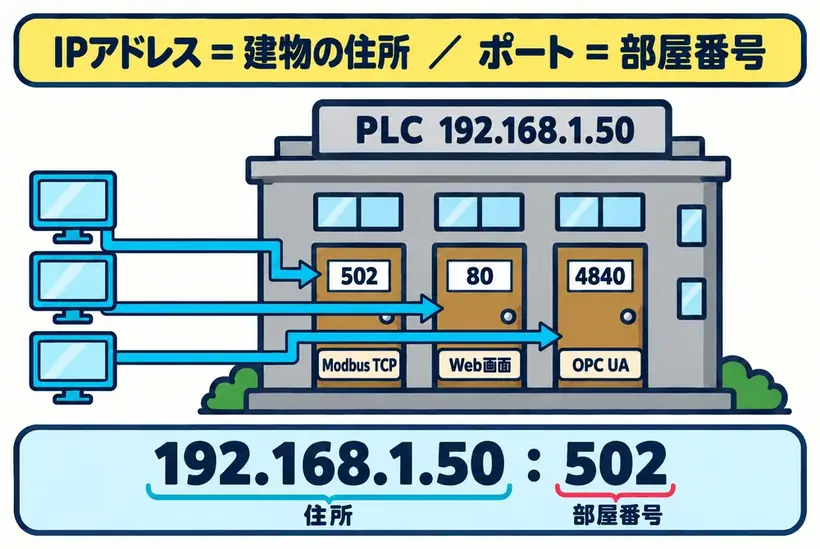 IPアドレス = 建物の住所 / ポート = 部屋番号
PLC 192.168.1.50
502
80
4840
Modbus TCP
Web画面
OPC UA
192.168.1.50 : 502
住所
部屋番号